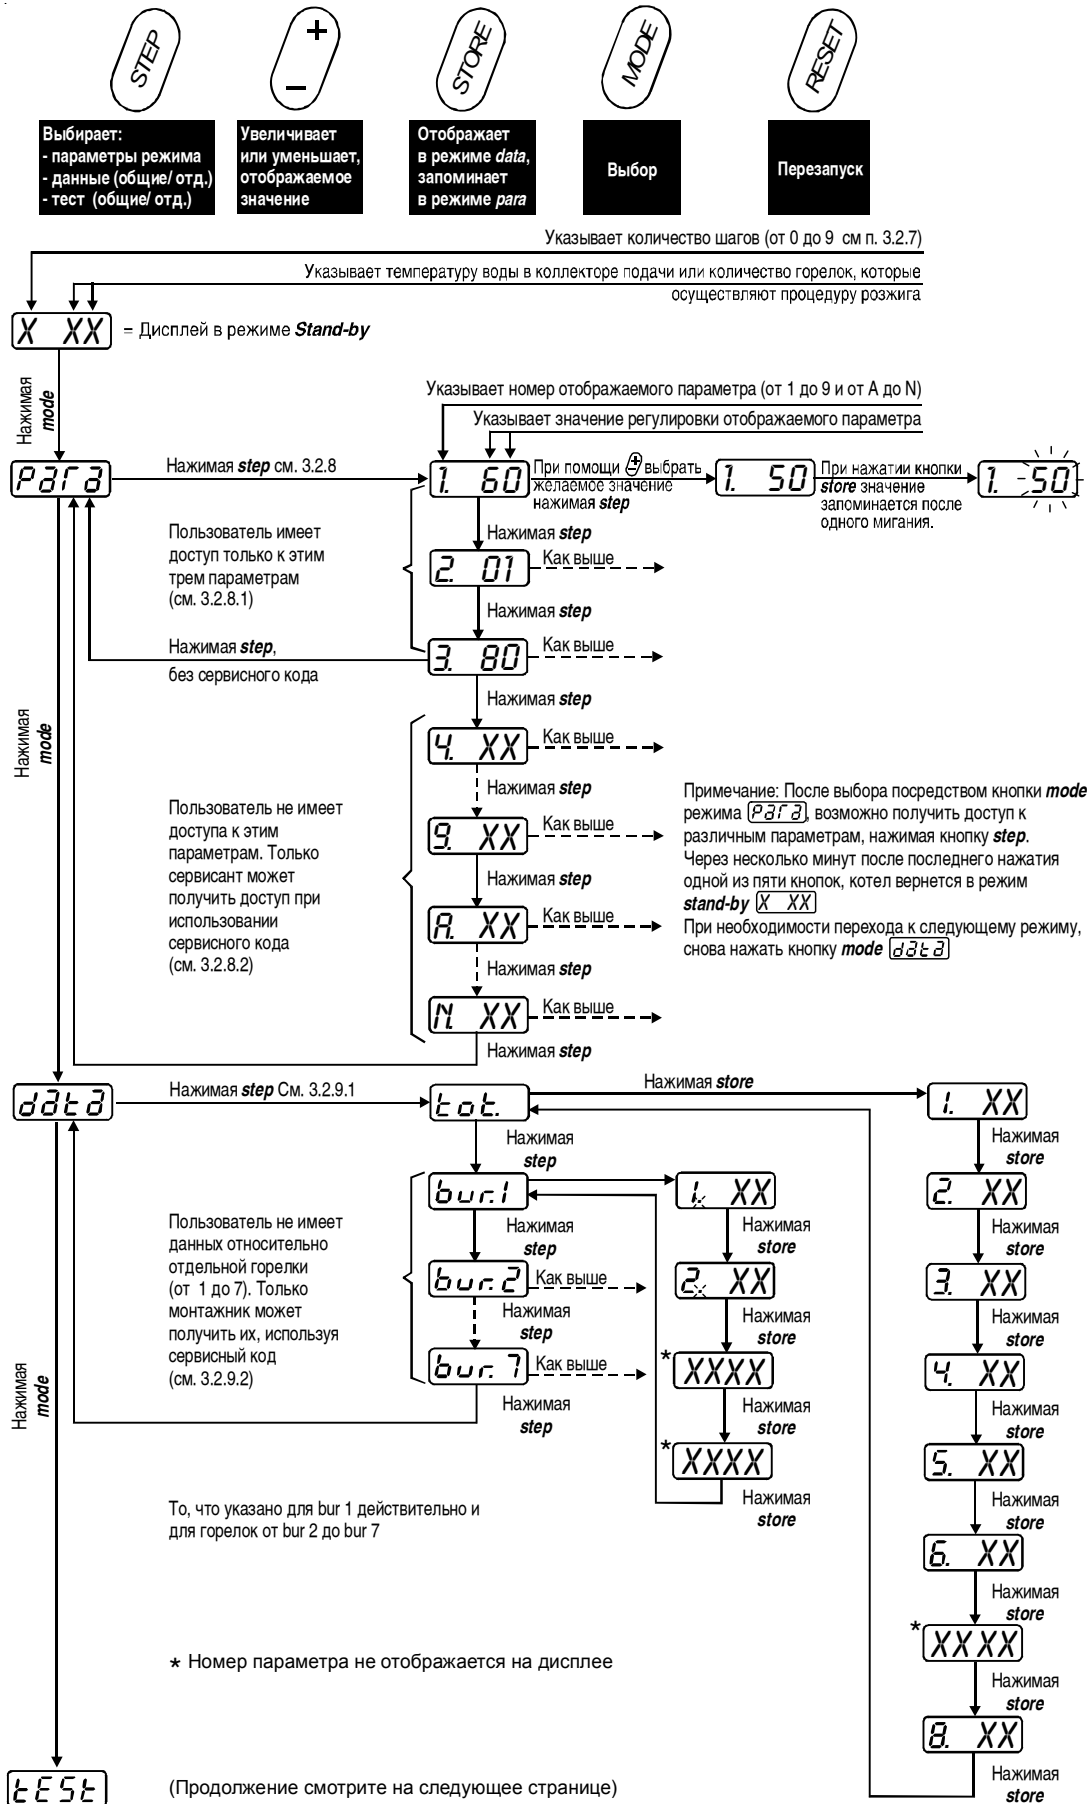 STEP
+
−
STORE
MODE
RESET
Выбирает:
- параметры режима
- данные (общие/ отд.)
- тест (общие/ отд.)
Увеличивает
или уменьшает,
отображаемое
значение
Отображает
в режиме data,
запоминает
в режиме para
Выбор
Перезапуск
Указывает количество шагов (от 0 до 9 см п. 3.2.7)
Указывает температуру воды в коллекторе подачи или количество горелок, которые
осуществляют процедуру розжига
X XX
= Дисплей в режиме Stand-by
Нажимая
mode
Указывает номер отображаемого параметра (от 1 до 9 и от A до N)
Указывает значение регулировки отображаемого параметра
Para
Нажимая step см. 3.2.8
1. 60
При помощи + выбрать
желаемое значение
нажимая step
1. 50
При нажатии кнопки
store значение
запоминается после
одного мигания.
1. 50
Нажимая step
Пользователь имеет
доступ только к этим
трем параметрам
(см. 3.2.8.1)
2. 01
Как выше
Нажимая step
Нажимая step,
без сервисного кода
3. 80
Как выше
Нажимая step
Нажимая
mode
4. XX
Как выше
Нажимая step
Пользователь не имеет
доступа к этим
параметрам. Только
сервисант может
получить доступ при
использовании
сервисного кода
(см. 3.2.8.2)
9. XX
Как выше
Нажимая step
A. XX
Как выше
Нажимая step
N. XX
Как выше
Нажимая step
Примечание: После выбора посредством кнопки mode
режима Para, возможно получить доступ к
различным параметрам, нажимая кнопку step.
Через несколько минут после последнего нажатия
одной из пяти кнопок, котел вернется в режим
stand-by X XX
При необходимости перехода к следующему режиму,
снова нажать кнопку mode data
data
Нажимая step См. 3.2.9.1
tot.
Нажимая store
1. XX
Нажимая
step
Нажимая
store
bur.1
1. XX
2. XX
Нажимая
step
Нажимая
store
Нажимая
store
Пользователь не имеет
данных относительно
отдельной горелки
(от 1 до 7). Только
монтажник может
получить их, используя
сервисный код
(см. 3.2.9.2)
bur.2
Как выше
2. XX
3. XX
Нажимая
step
Нажимая
store
Нажимая
store
bur.7
Как выше
* XXXX
4. XX
Нажимая
step
Нажимая
store
Нажимая
store
Нажимая
mode
* XXXX
5. XX
Нажимая
store
Нажимая
store
То, что указано для bur 1 действительно и
для горелок от bur 2 до bur 7
6. XX
Нажимая
store
* XXXX
Нажимая
store
* Номер параметра не отображается на дисплее
8. XX
Нажимая
store
tESt
(Продолжение смотрите на следующее странице)